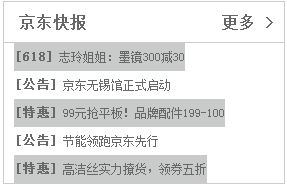 京东快报 更多 >
[618] 志玲姐姐：墨镜300减30
[公告] 京东无锡馆正式启动
[特惠] 99元抢平板！品牌配件199-100
[公告] 节能领跑京东先行
[特惠] 高洁丝实力撩货，领券五折